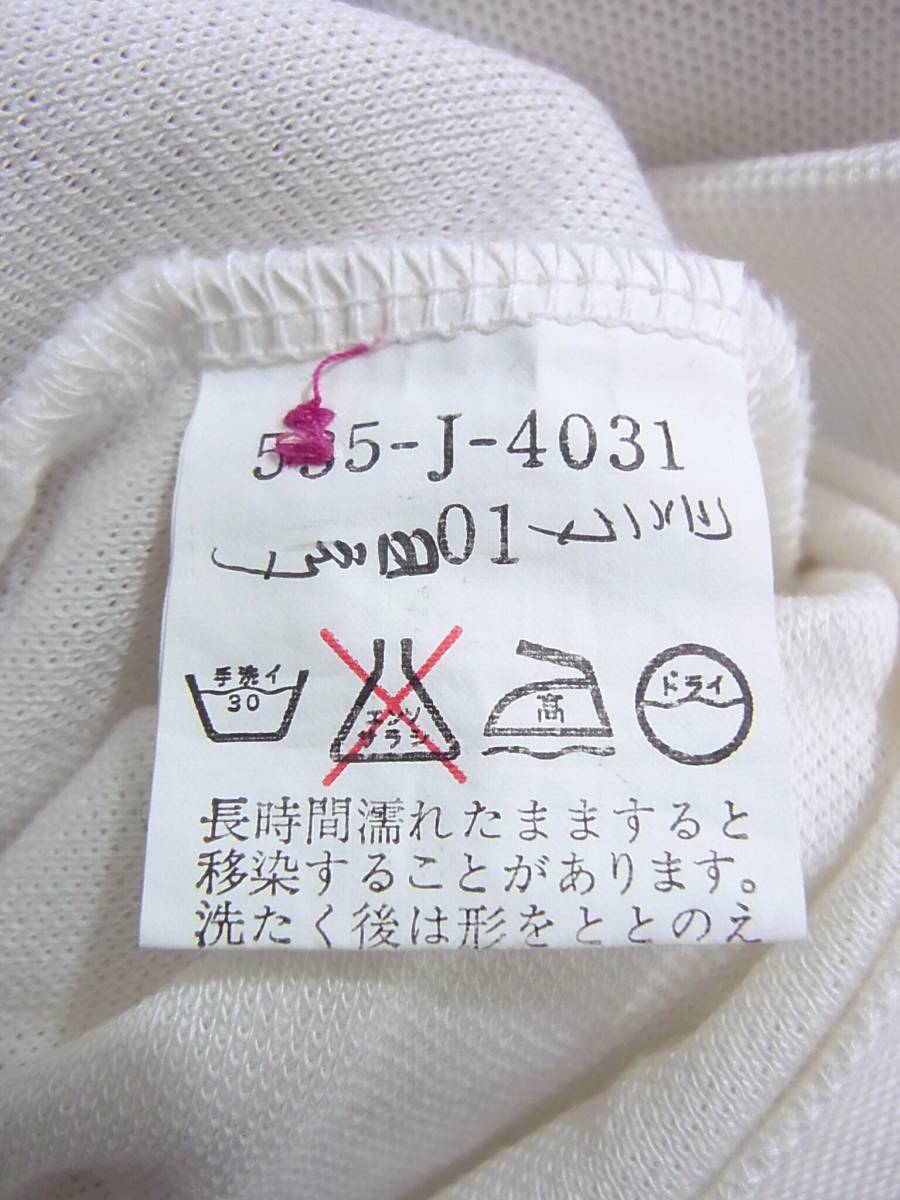 555-J-4031
01
手洗イ
30
エンソ
サラシ
高
ドライ
長時間濡れたまますると
移染することがあります。
洗たく後は形をととのえ